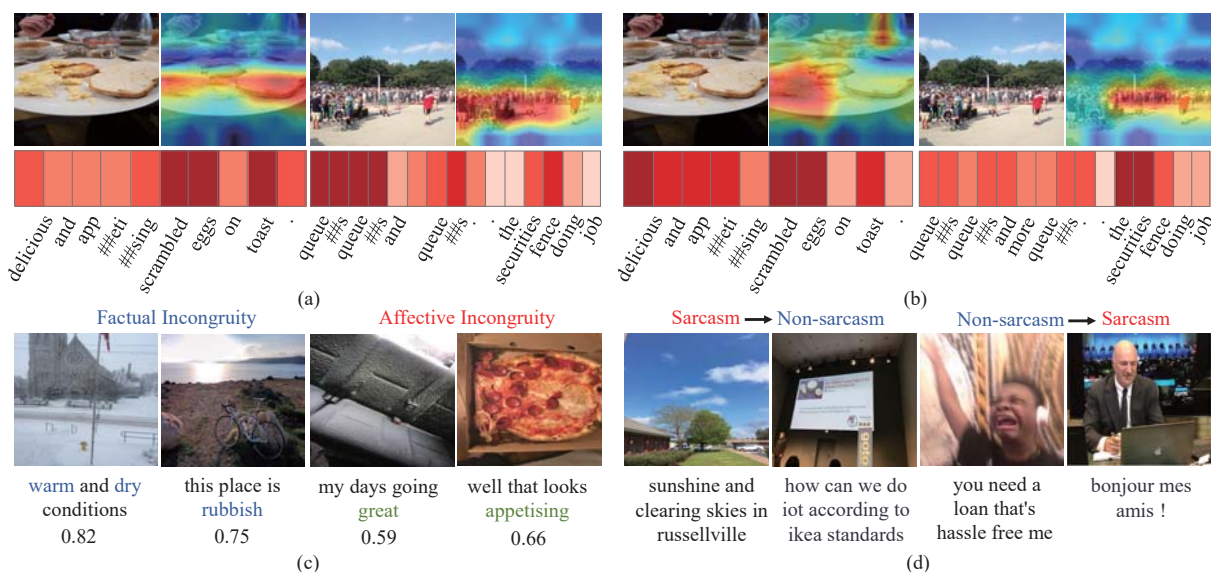 delicious and app ##eti ##sing scrambled eggs on toast .
queue ##s queue ##s and queue ##s . the securities fence doing job
(a)
delicious and app ##eti ##sing scrambled eggs on toast .
queue ##s queue ##s and more queue ##s . the securities fence doing job
(b)
Factual Incongruity
Affective Incongruity
warm and dry
conditions
0.82
this place is
rubbish
0.75
my days going
great
0.59
well that looks
appetising
0.66
(c)
Sarcasm → Non-sarcasm
Non-sarcasm → Sarcasm
sunshine and
clearing skies in
russellville
how can we do
iot according to
ikea standards
you need a
loan that's
hassle free me
bonjour mes
amis !
(d)